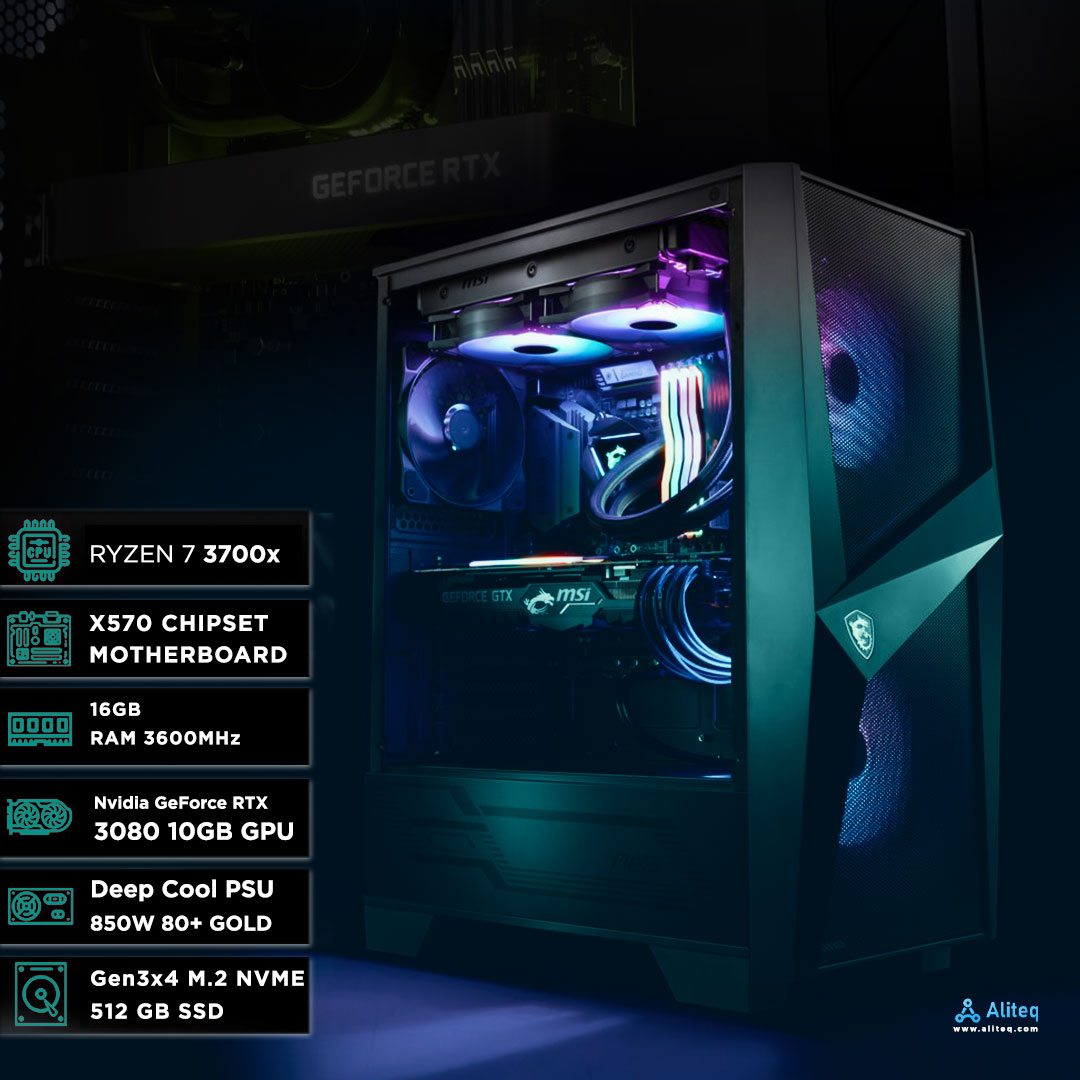 GEFORCE RTX
msi
GEFORCE GTX msi
CPU
RYZEN 7 3700x
X570 CHIPSET
MOTHERBOARD
16GB
RAM 3600MHz
Nvidia GeForce RTX
3080 10GB GPU
Deep Cool PSU
850W 80+ GOLD
Gen3x4 M.2 NVME
512 GB SSD
Aliteq
www.aliteq.com